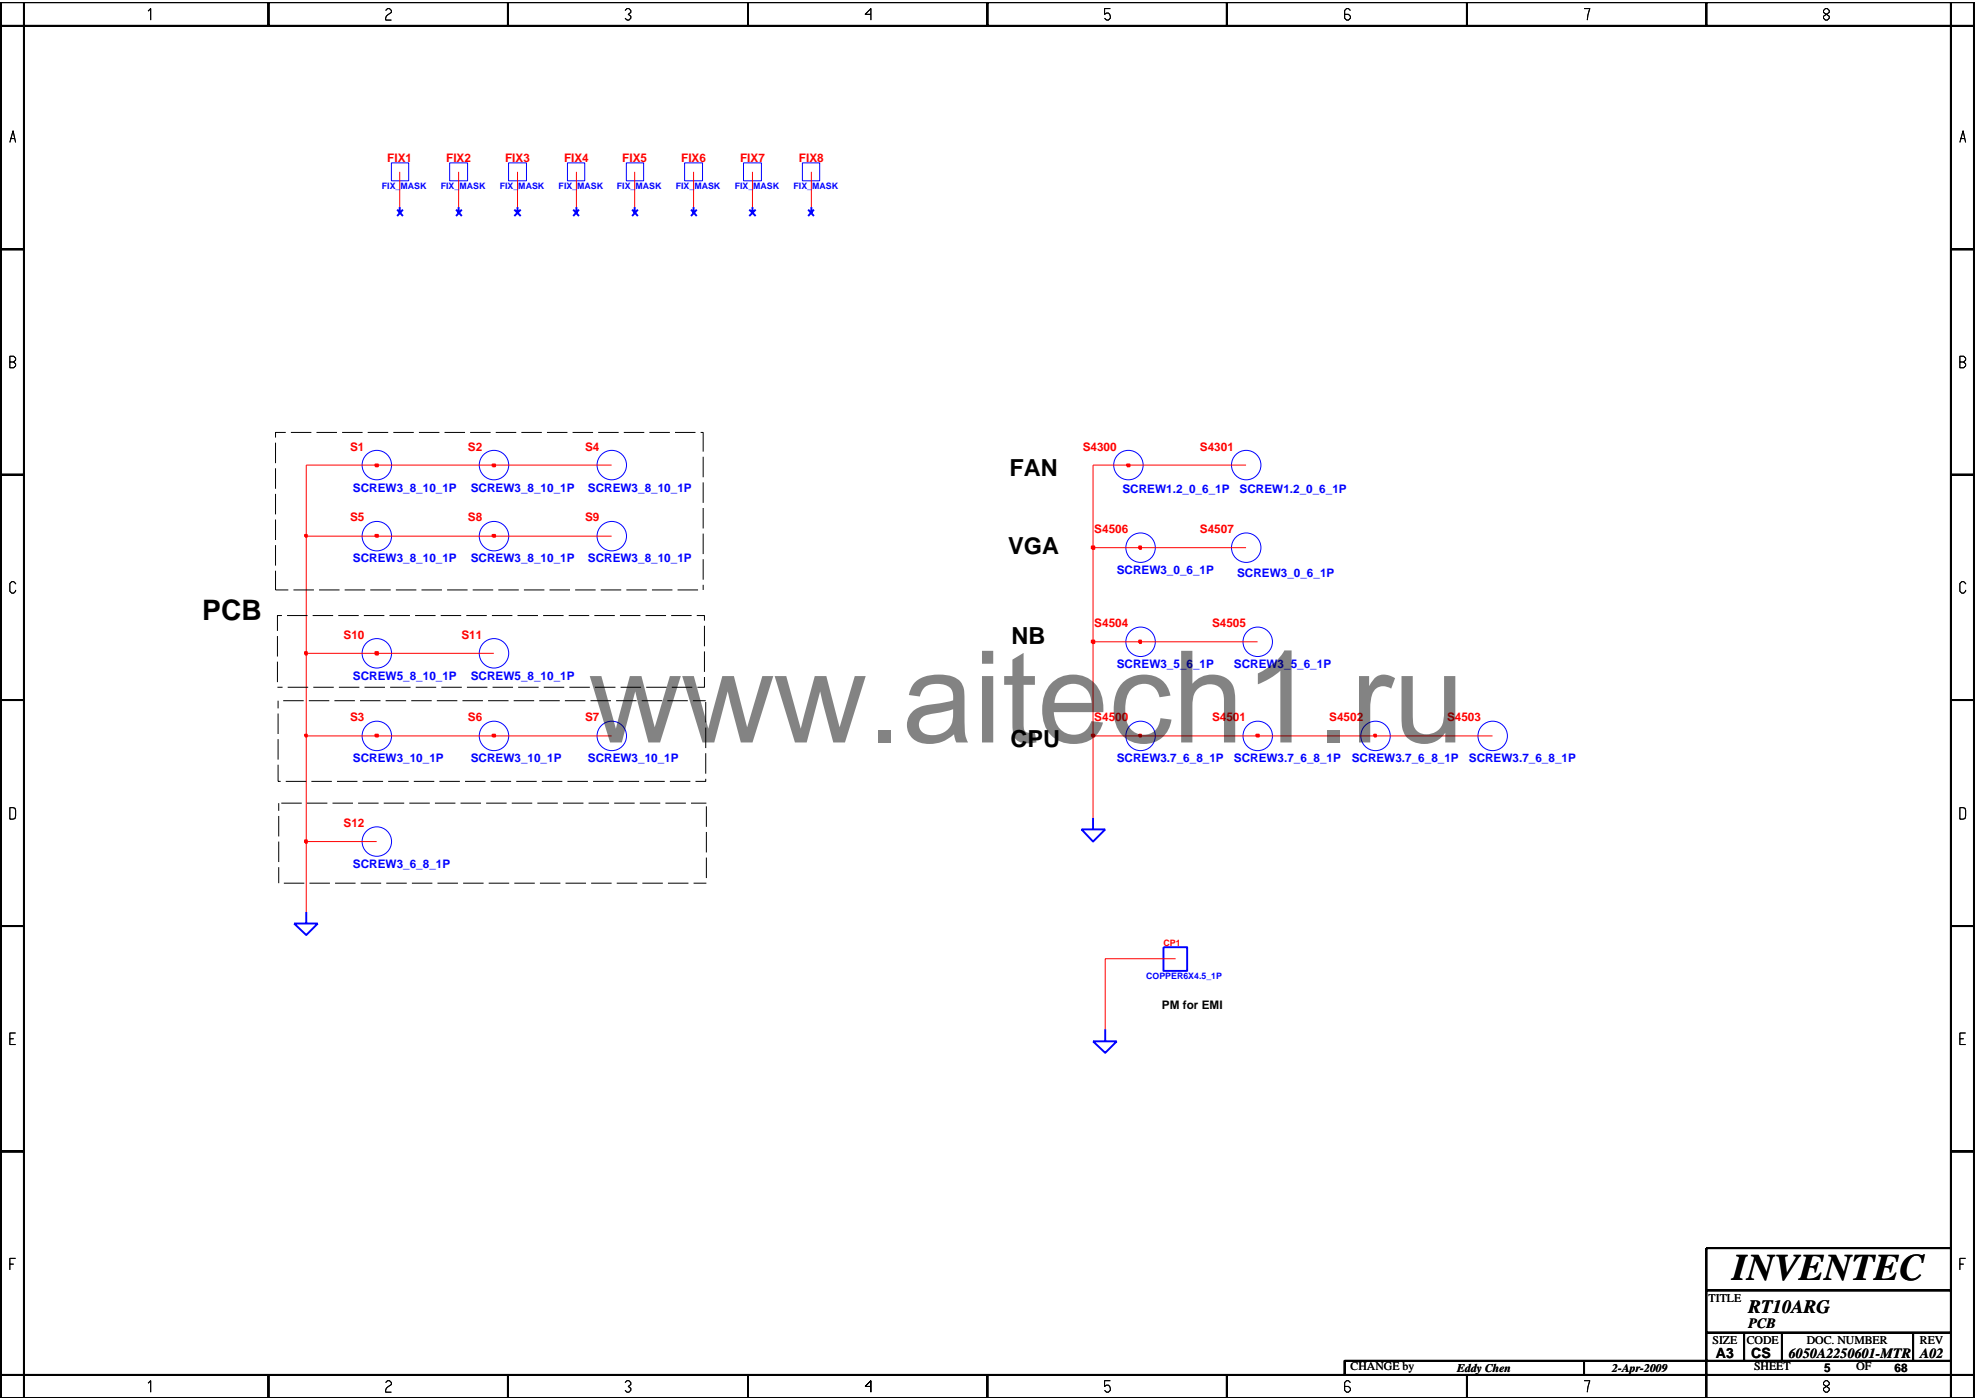 1 2 3 4 5 6 7 8
A A
FIX1 FIX2 FIX3 FIX4 FIX5 FIX6 FIX7 FIX8
FIX_MASK FIX_MASK FIX_MASK FIX_MASK FIX_MASK FIX_MASK FIX_MASK FIX_MASK
B B
S1 S2 S4 S4300 S4301
FAN
SCREW3_8_10_1P SCREW3_8_10_1P SCREW3_8_10_1P SCREW1.2_0_6_1P SCREW1.2_0_6_1P
S5 S8 S9 S4506 S4507
VGA
SCREW3_8_10_1P SCREW3_8_10_1P SCREW3_8_10_1P SCREW3_0_6_1P SCREW3_0_6_1P
C C
PCB
S10 S11 S4504 S4505
NB
SCREW5_8_10_1P SCREW5_8_10_1P SCREW3_5_6_1P SCREW3_5_6_1P
www.aitech1.ru
S3 S6 S7 S4500 S4501 S4502 S4503
CPU
SCREW3_10_1P SCREW3_10_1P SCREW3_10_1P SCREW3.7_6_8_1P SCREW3.7_6_8_1P SCREW3.7_6_8_1P SCREW3.7_6_8_1P
D D
S12
SCREW3_6_8_1P
CP1
COPPER6X4.5_1P
PM for EMI
E E
F F
INVENTEC
TITLE RT10ARG
PCB
SIZE CODE DOC. NUMBER REV
A3 CS 6050A2250601-MTR A02
CHANGE by Eddy Chen 2-Apr-2009 SHEET 5 OF 68
1 2 3 4 5 6 7 8